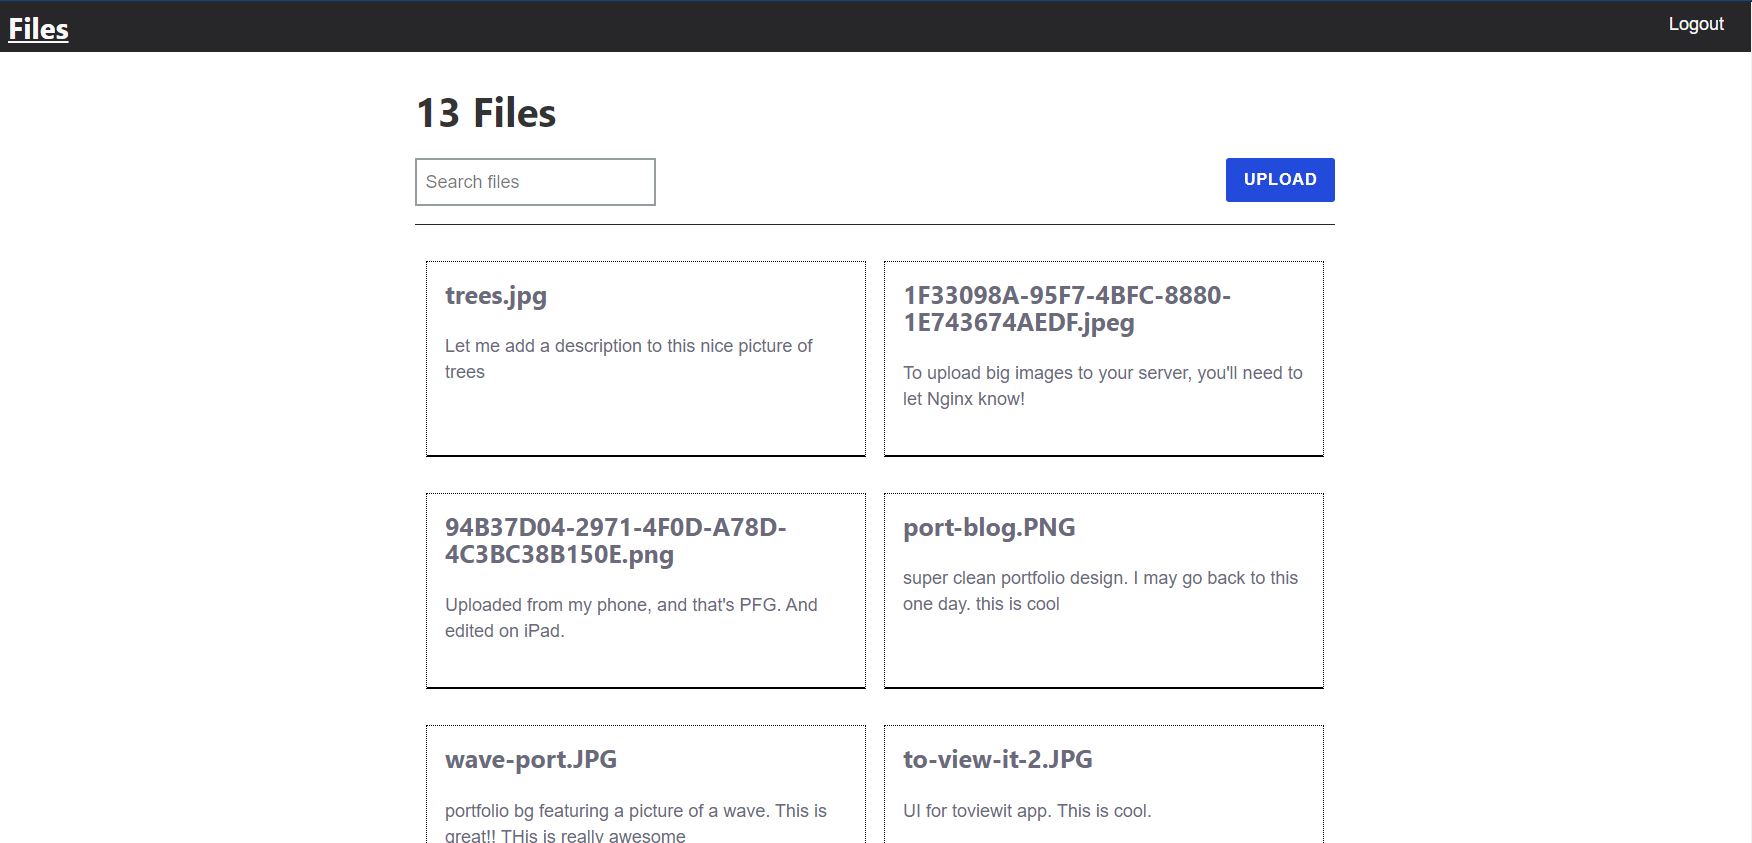 Files
Logout
13 Files
Search files
UPLOAD
trees.jpg
Let me add a description to this nice picture of
trees
1F33098A-95F7-4BFC-8880-
1E743674AEDF.jpeg
To upload big images to your server, you'll need to
let Nginx know!
94B37D04-2971-4F0D-A78D-
4C3BC38B150E.png
Uploaded from my phone, and that's PFG. And
edited on iPad.
port-blog.PNG
super clean portfolio design. I may go back to this
one day. this is cool
wave-port.JPG
portfolio bg featuring a picture of a wave. This is
great!! THis is really awesome
to-view-it-2.JPG
UI for toviewit app. This is cool.